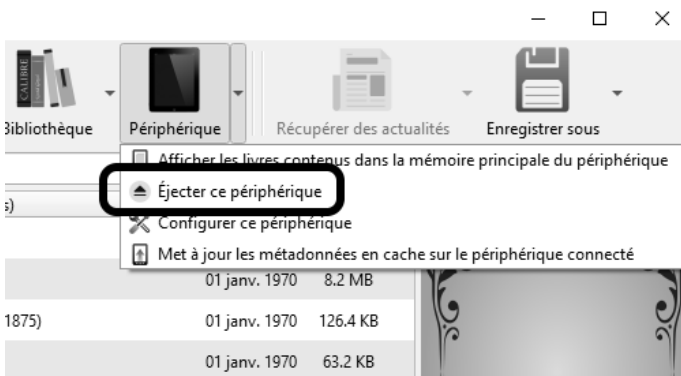 CALIBRE
Bibliothèque
Périphérique
Récupérer des actualités
Enregistrer sous
Afficher les livres contenus dans la mémoire principale du périphérique
Éjecter ce périphérique
Configurer ce périphérique
Met à jour les métadonnées en cache sur le périphérique connecté
s)
01 janv. 1970 8.2 MB
1875) 01 janv. 1970 126.4 KB
01 janv. 1970 63.2 KB